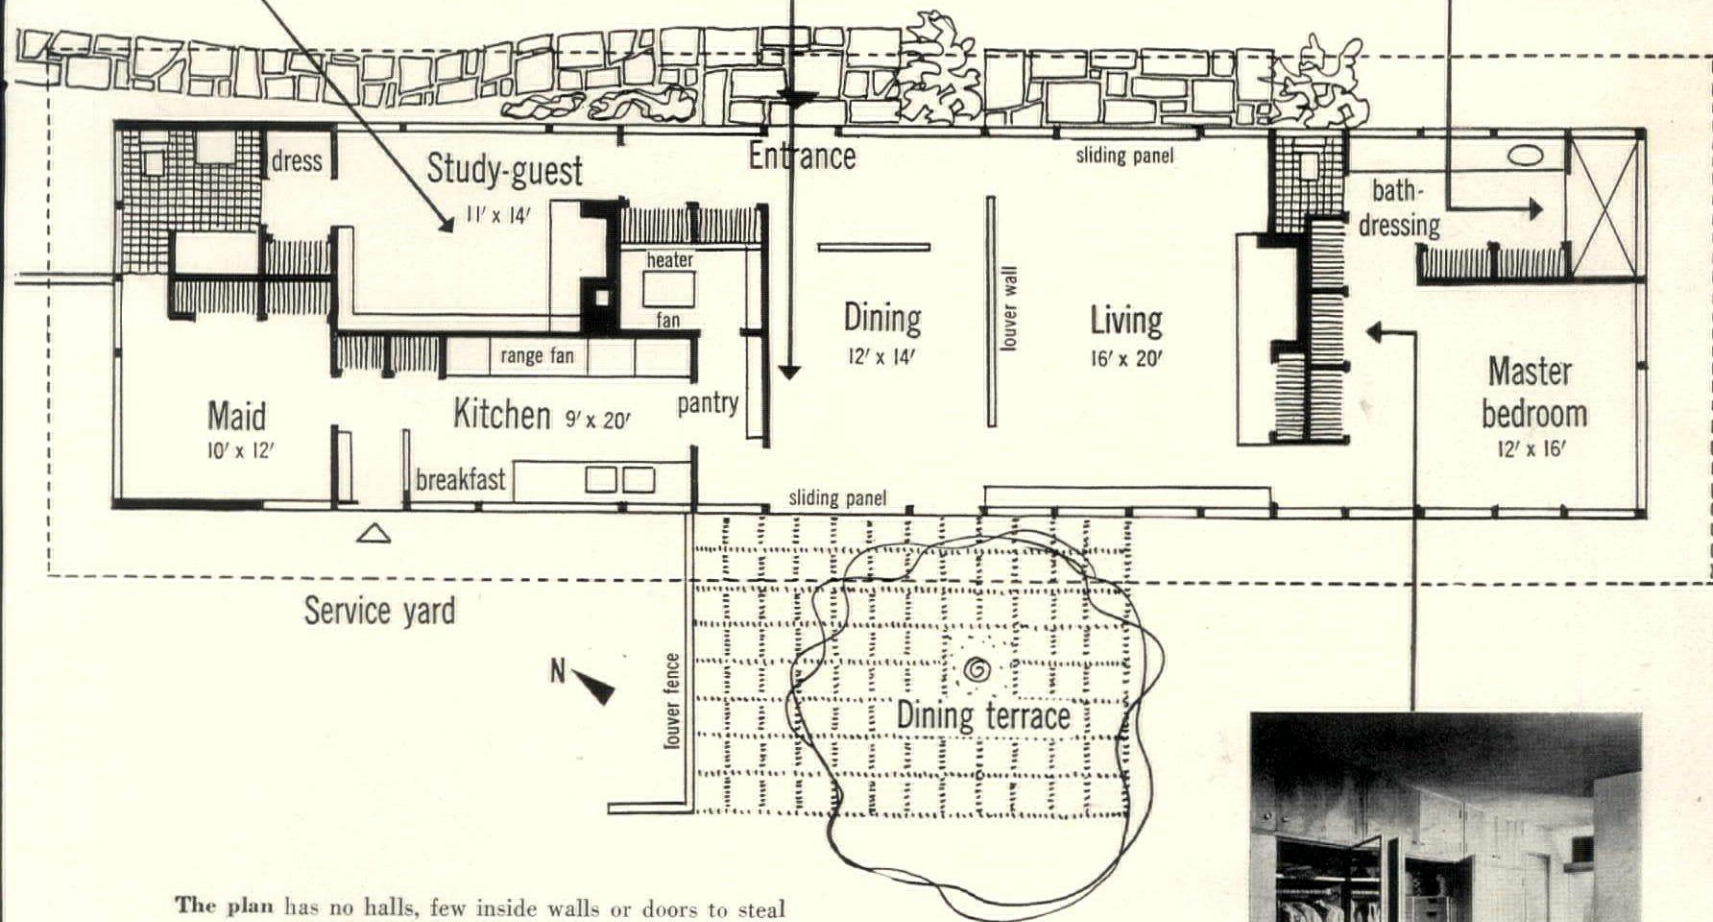 dress
Study-guest
11' x 14'
Entrance
sliding panel
bath-
dressing
heater
fan
Dining
12' x 14'
louver wall
Living
16' x 20'
range fan
Maid
10' x 12'
Kitchen 9' x 20'
pantry
breakfast
sliding panel
Master
bedroom
12' x 16'
Service yard
N
louver fence
Dining terrace
The plan has no halls, few inside walls or doors to steal